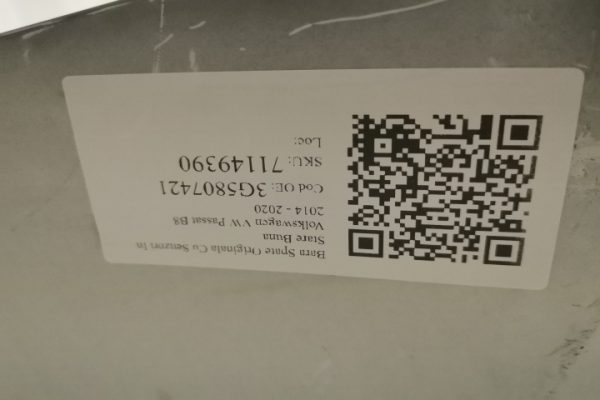 Bara Spate Originala Cu Senzori In
Stare Buna
Volkswagen VW Passat B8
2014 - 2020
Cod OE: 3G5807421
SKU: 71149390
Loc: